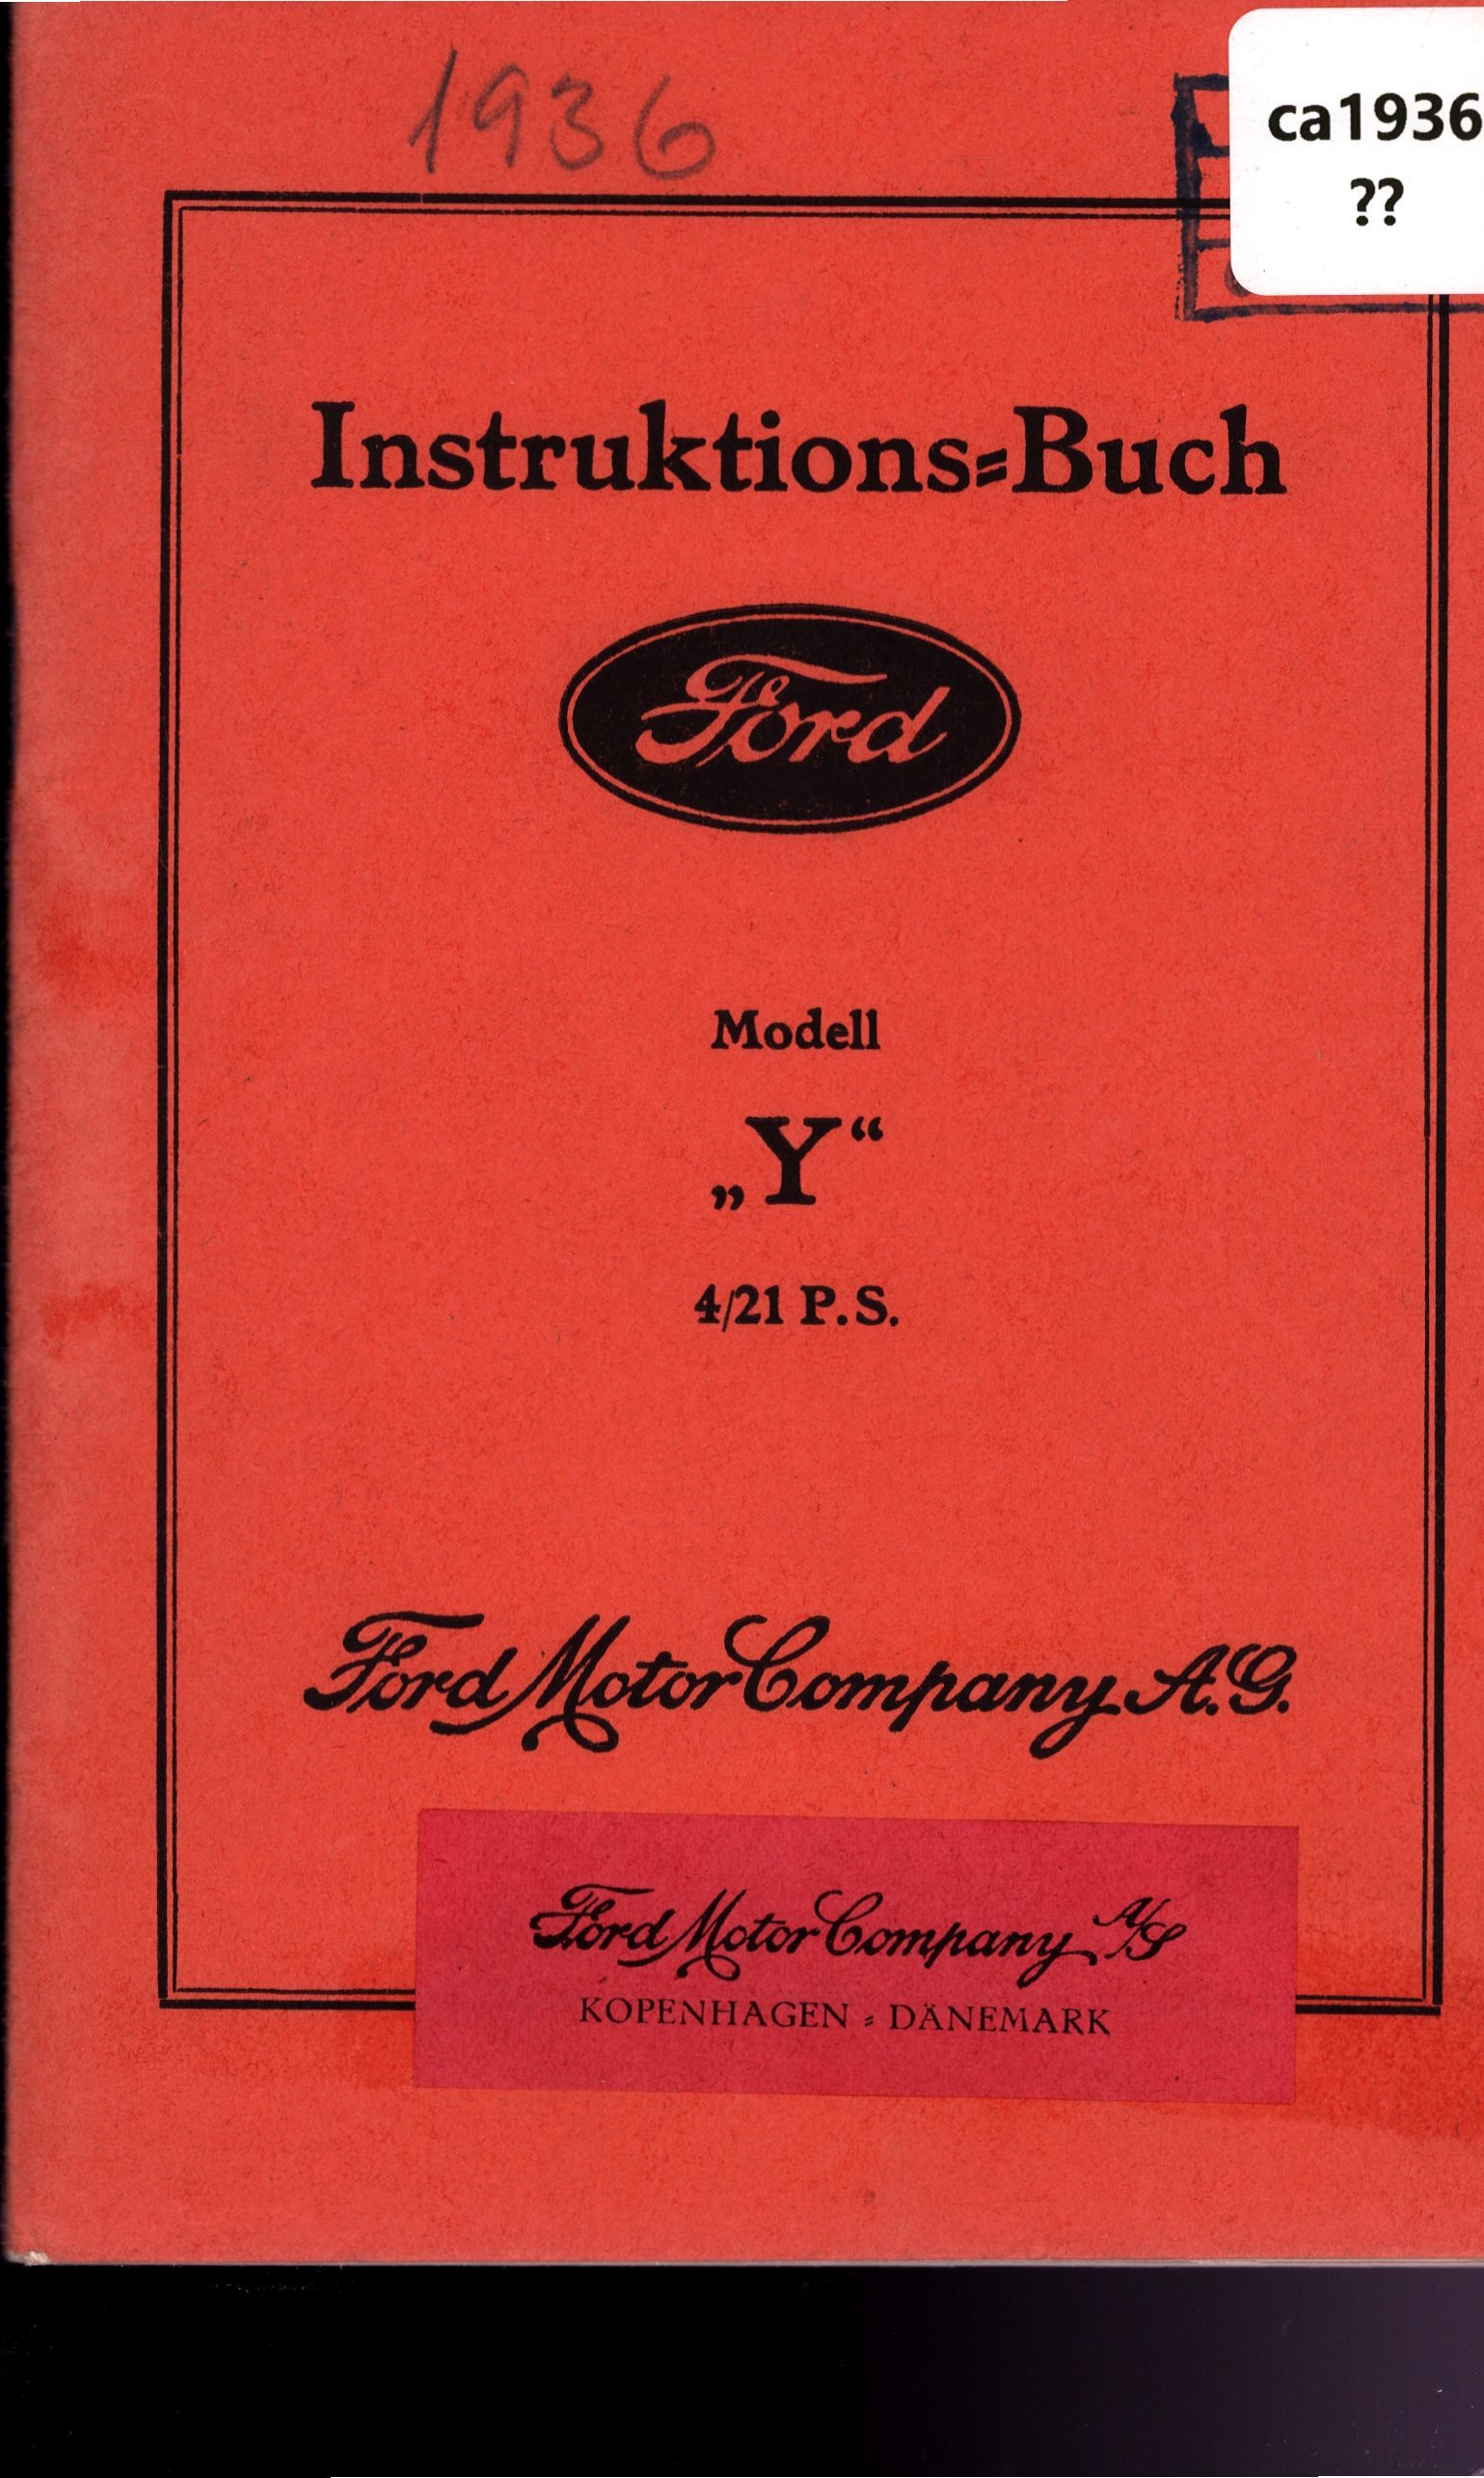 1936
ca1936
??
Instruktions=Buch
Ford
Modell
„Y“
4/21 P.S.
Ford Motor Company A.G.
Ford Motor Company A/S
KOPENHAGEN = DÄNEMARK